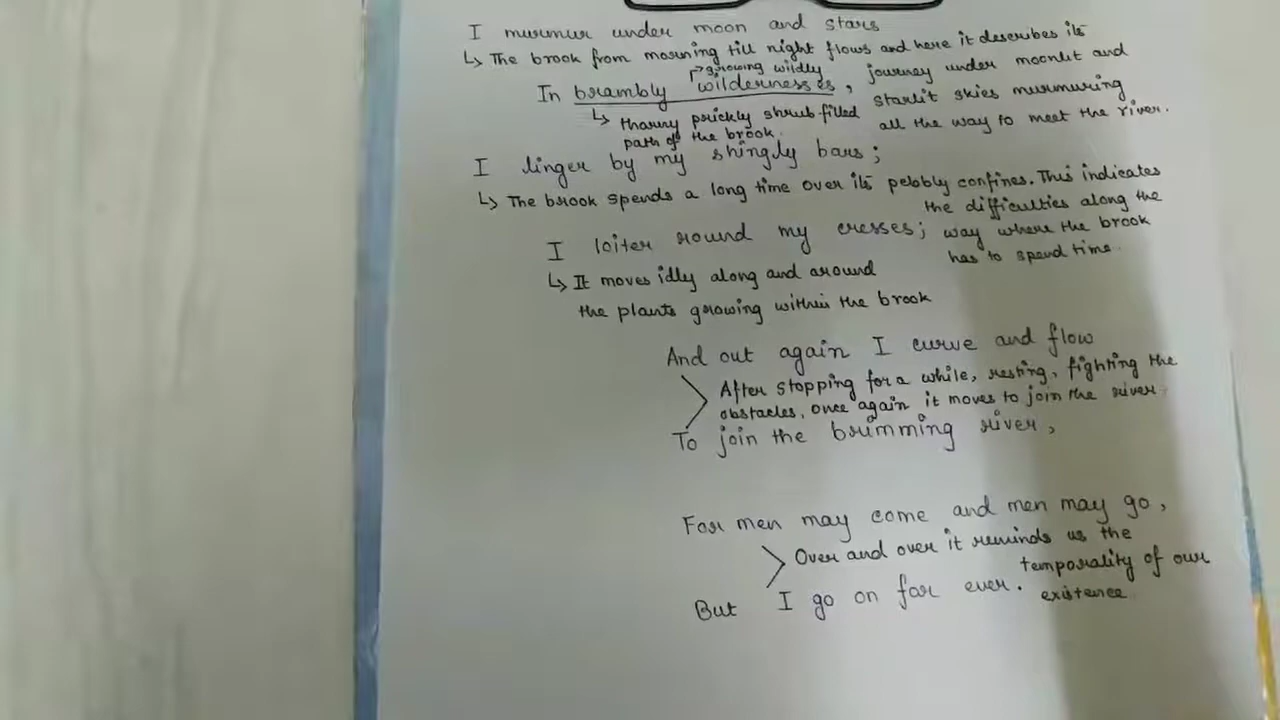 I murmur under moon and stars
↳ The brook from morning till night flows and here it describes its
growing wildly
In brambly wildernesses, journey under moonlit and
↳ thorny prickly shrub filled starlit skies murmuring
path of the brook. all the way to meet the river.
I linger by my shingly bars;
↳ The brook spends a long time over its pebbly confines. This indicates
the difficulties along the
I loiter round my cresses; way where the brook
has to spend time.
↳ It moves idly along and around
the plants growing within the brook
And out again I curve and flow
After stopping for a while, resting, fighting the
obstacles, once again it moves to join the river.
To join the brimming river,
For men may come and men may go,
Over and over it reminds us the
temporality of our
But I go on for ever. existence